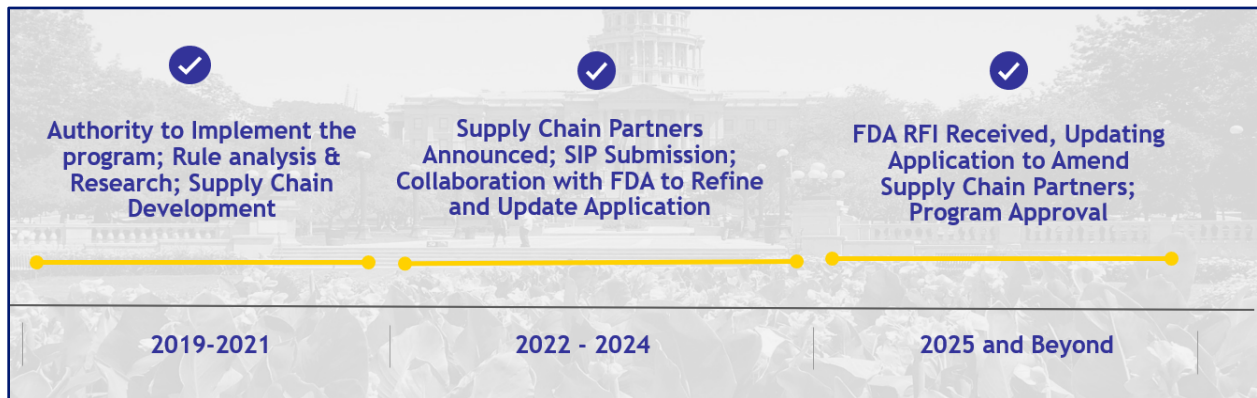 Authority to Implement the
program; Rule analysis &
Research; Supply Chain
Development
Supply Chain Partners
Announced; SIP Submission;
Collaboration with FDA to Refine
and Update Application
FDA RFI Received, Updating
Application to Amend
Supply Chain Partners;
Program Approval
2019-2021
2022 - 2024
2025 and Beyond